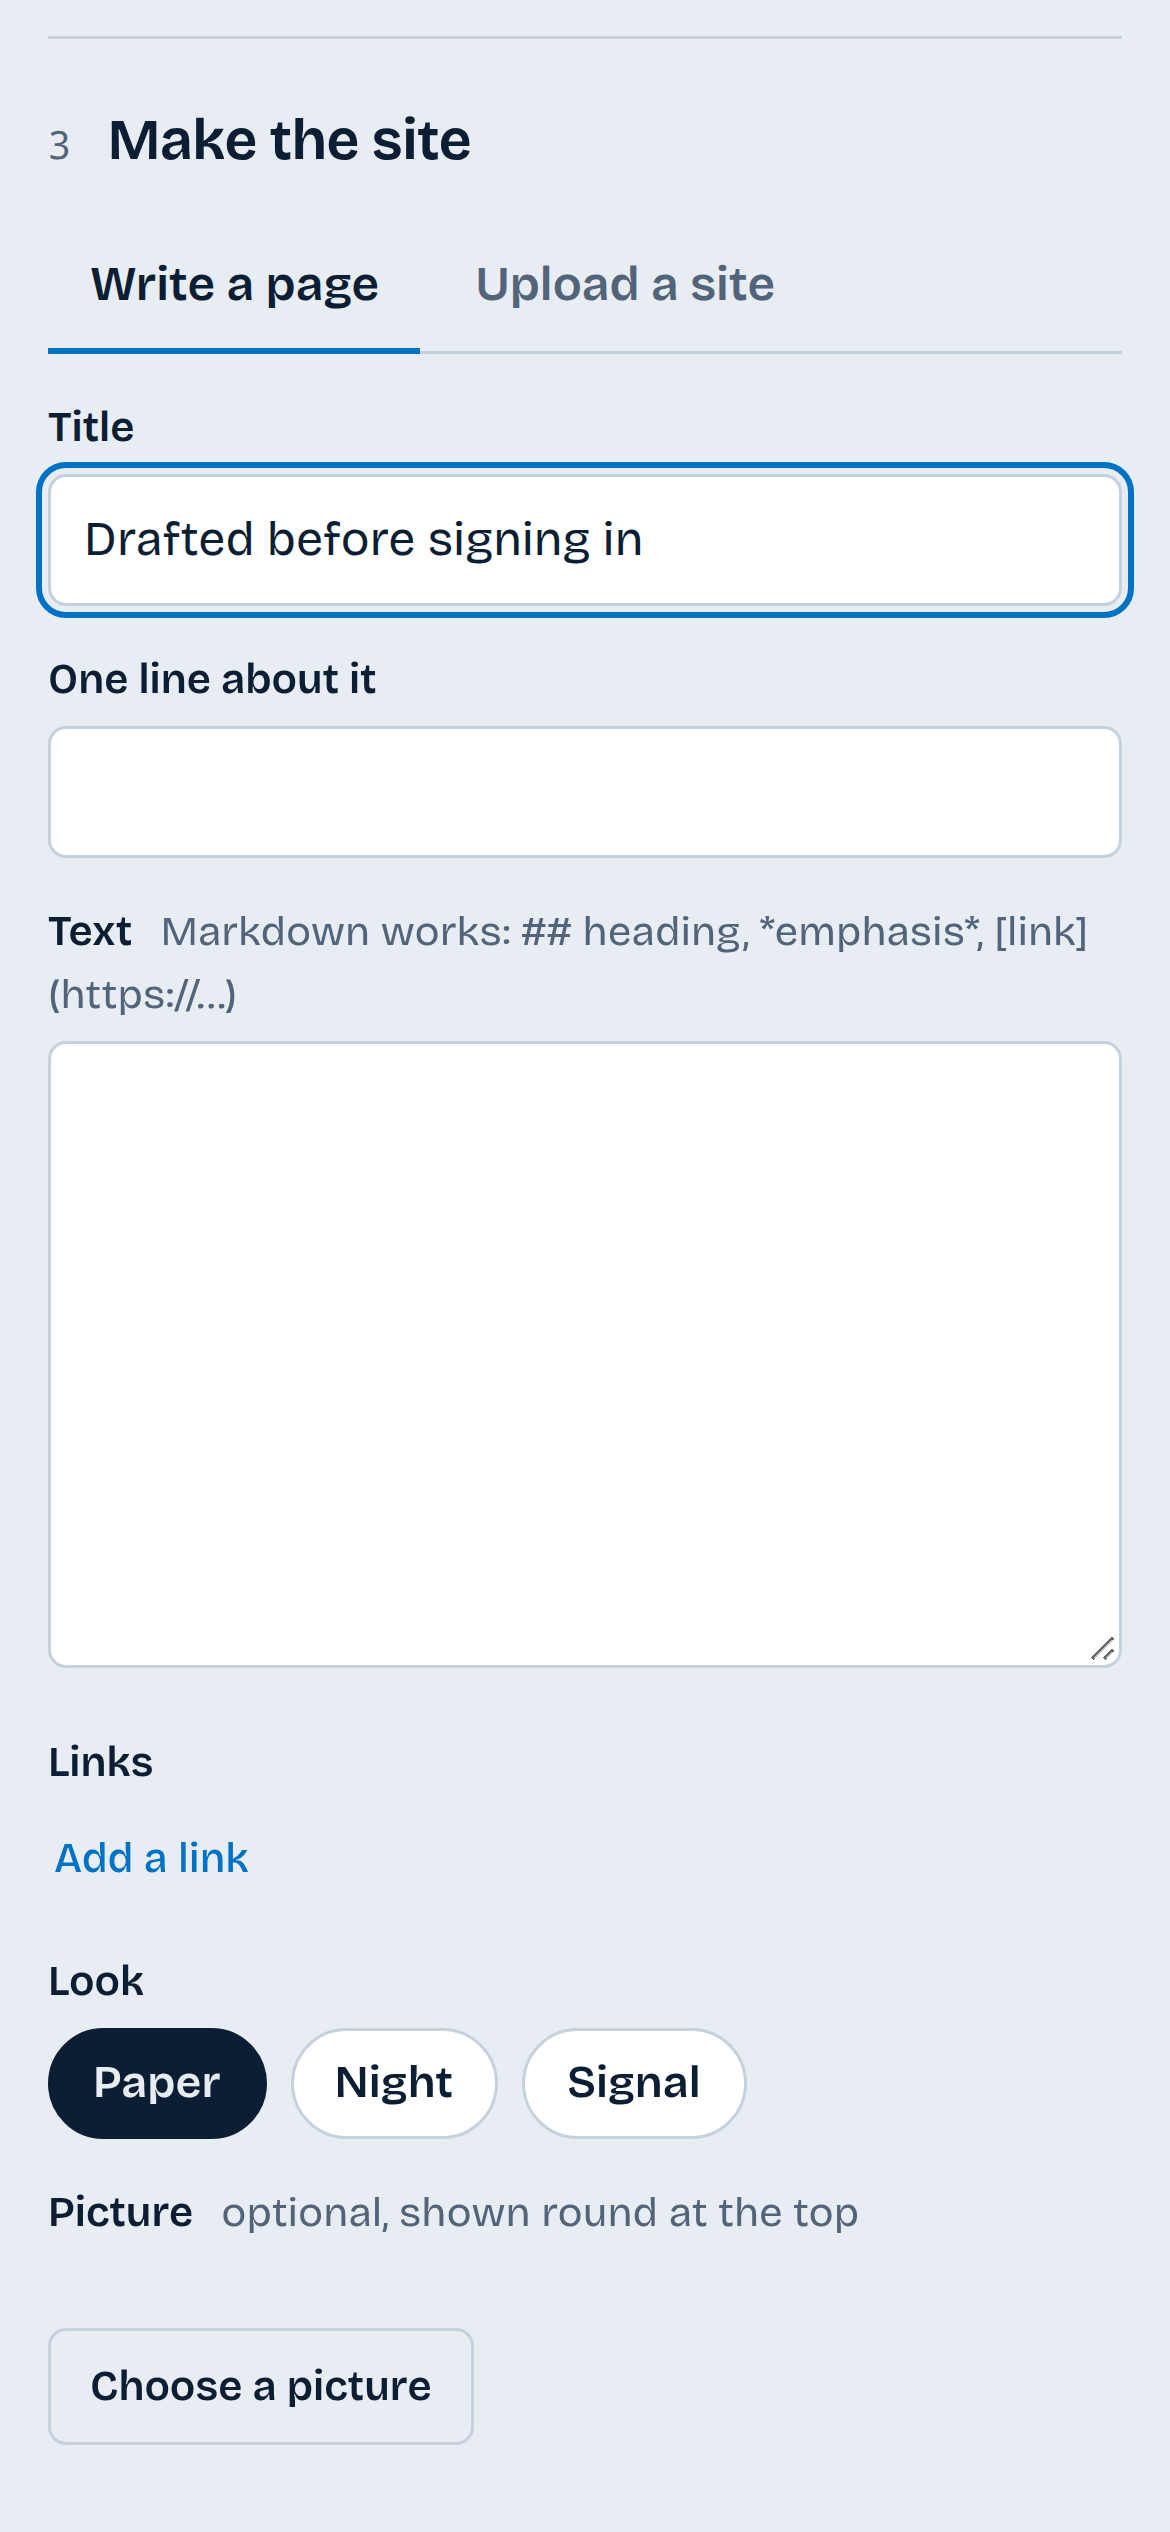 3 Make the site
Write a page Upload a site
Title
Drafted before signing in
One line about it
Text Markdown works: ## heading, *emphasis*, [link]
(https://...)
Links
Add a link
Look
Paper Night Signal
Picture optional, shown round at the top
Choose a picture